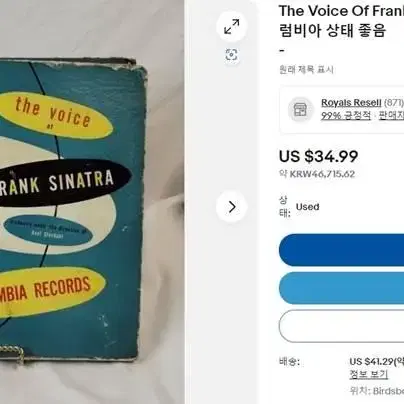 the voice
of
FRANK SINATRA
Orchestra under the direction of
Axel Stordahl
MBIA RECORDS
The Voice Of Fran
럼비아 상태 좋음
-
원래 제목 표시
Royals Resell (871)
99% 긍정적 · 판매자
US $34.99
약 KRW46,715.62
상
태: Used
배송: US $41.29(약
정보 보기
위치: Birdsbo